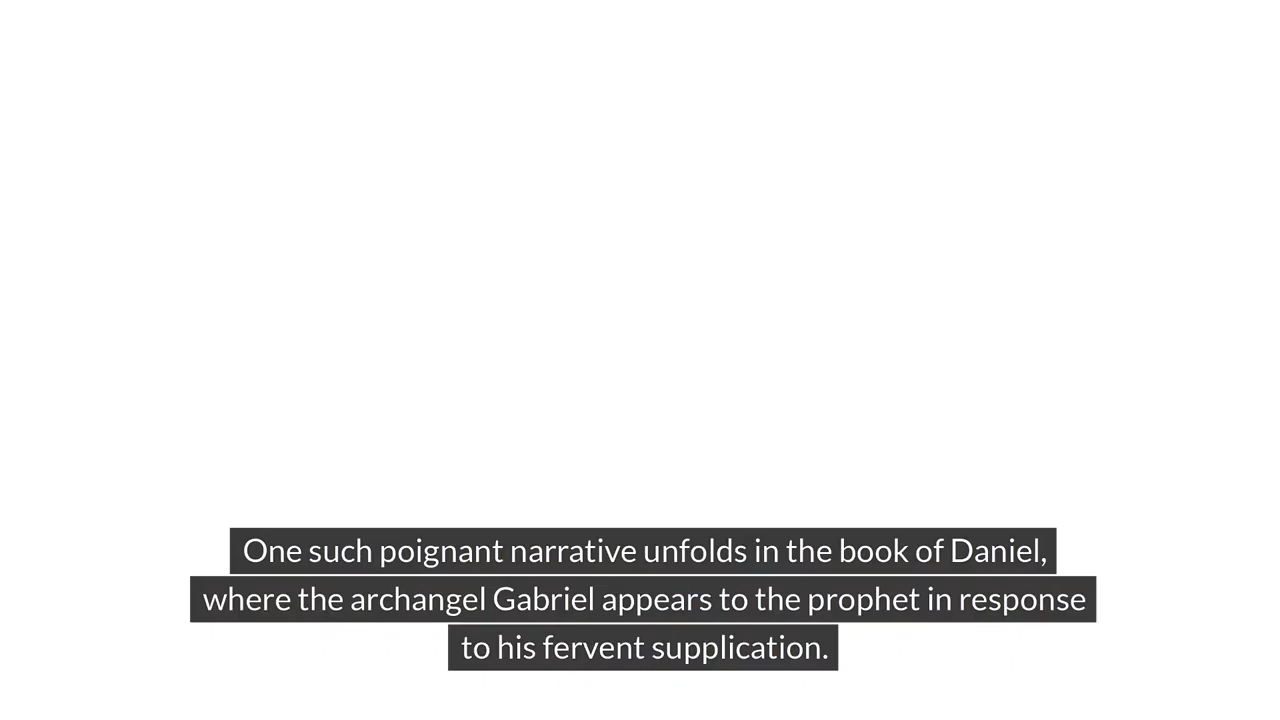 One such poignant narrative unfolds in the book of Daniel,
where the archangel Gabriel appears to the prophet in response
to his fervent supplication.